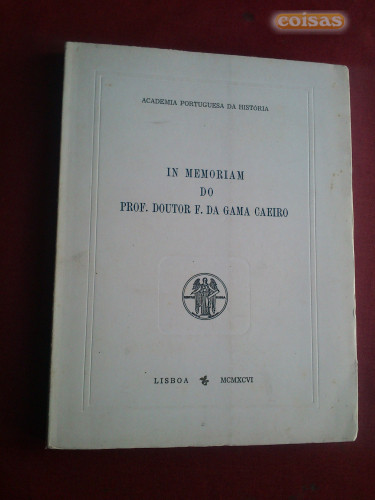 coisas
ACADEMIA PORTUGUESA DA HISTÓRIA
IN MEMORIAM
DO
PROF. DOUTOR F. DA GAMA CAEIRO
LISBOA MCMXCVI